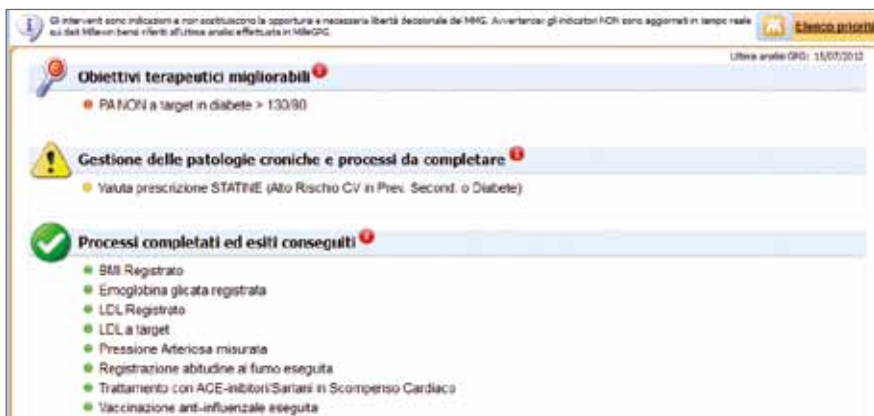 Gli interventi sono indicazioni e non sostituiscono la opportuna e necessaria libertà decisionale del MMG. Avvertenza: gli indicatori NON sono aggiornati in tempo reale
sui dati Millewin bensì riferiti all'ultima analisi effettuata in MilleGPG.
Elenco priorità
Ultima analisi GPG: 15/07/2012
Obiettivi terapeutici migliorabili
PA NON a target in diabete > 130/80
Gestione delle patologie croniche e processi da completare
Valuta prescrizione STATINE (Alto Rischio CV in Prev. Second. o Diabete)
Processi completati ed esiti conseguiti
BMI Registrato
Emoglobina glicata registrata
LDL Registrato
LDL a target
Pressione Arteriosa misurata
Registrazione abitudine al fumo eseguita
Trattamento con ACE-inibitori/Sartani in Scompenso Cardiaco
Vaccinazione anti-influenzale eseguita